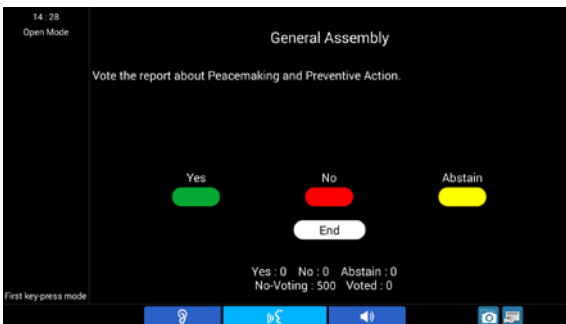 14 : 28
Open Mode
General Assembly
Vote the report about Peacemaking and Preventive Action.
Yes
No
Abstain
End
Yes : 0 No : 0 Abstain : 0
No-Voting : 500 Voted : 0
First key-press mode